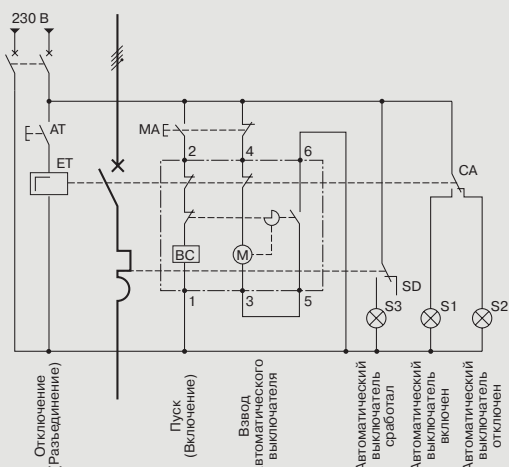 230 В
AT
ET
MA
2
4
6
CA
BC
M
1
3
5
SD
S3
S1
S2
Отключение
(Разъединение)
Пуск
(Включение)
Взвод
автоматического
выключателя
Автоматический
выключатель
сработал
Автоматический
выключатель
включен
Автоматический
выключатель
отключен